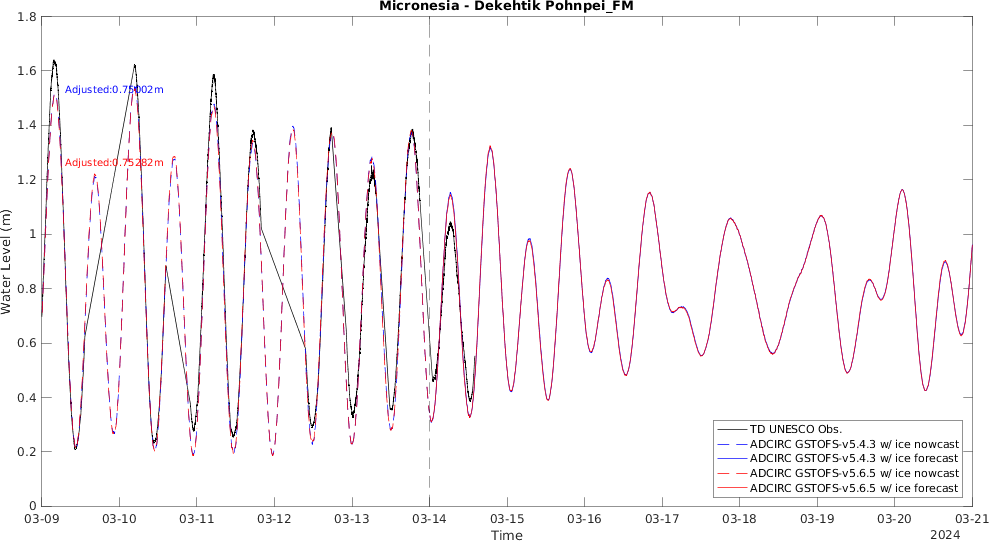 Micronesia - Dekehtik Pohnpei_FM
1.8
1.6
1.4
1.2
1
0.8
0.6
0.4
0.2
0
Water Level (m)
Adjusted:0.75002m
Adjusted:0.75282m
TD UNESCO Obs.
ADCIRC GSTOFS-v5.4.3 w/ ice nowcast
ADCIRC GSTOFS-v5.4.3 w/ ice forecast
ADCIRC GSTOFS-v5.6.5 w/ ice nowcast
ADCIRC GSTOFS-v5.6.5 w/ ice forecast
03-09 03-10 03-11 03-12 03-13 03-14 03-15 03-16 03-17 03-18 03-19 03-20 03-21
Time
2024